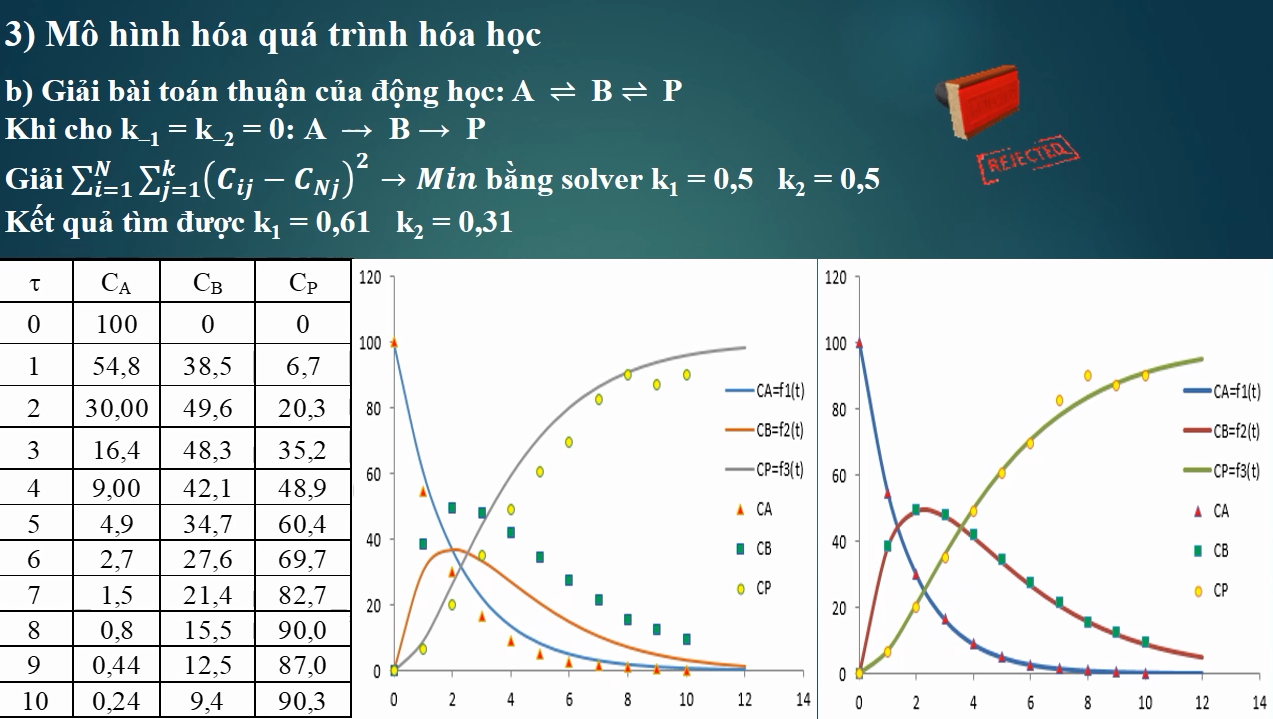 3) Mô hình hóa quá trình hóa học
b) Giải bài toán thuận của động học: A ⇌ B ⇌ P
Khi cho k₋₁ = k₋₂ = 0: A → B → P
Giải ∑ᵢ₌₁ᴺ ∑ⱼ₌₁ᵏ (Cᵢⱼ − C_Nj)² → Min bằng solver k₁ = 0,5 k₂ = 0,5
Kết quả tìm được k₁ = 0,61 k₂ = 0,31
REJECTED
τ C_A C_B C_P
0 100 0 0
1 54,8 38,5 6,7
2 30,00 49,6 20,3
3 16,4 48,3 35,2
4 9,00 42,1 48,9
5 4,9 34,7 60,4
6 2,7 27,6 69,7
7 1,5 21,4 82,7
8 0,8 15,5 90,0
9 0,44 12,5 87,0
10 0,24 9,4 90,3
120
100
80
60
40
20
0
0 2 4 6 8 10 12 14
CA=f1(t)
CB=f2(t)
CP=f3(t)
CA
CB
CP
120
100
80
60
40
20
0
0 2 4 6 8 10 12 14
CA=f1(t)
CB=f2(t)
CP=f3(t)
CA
CB
CP